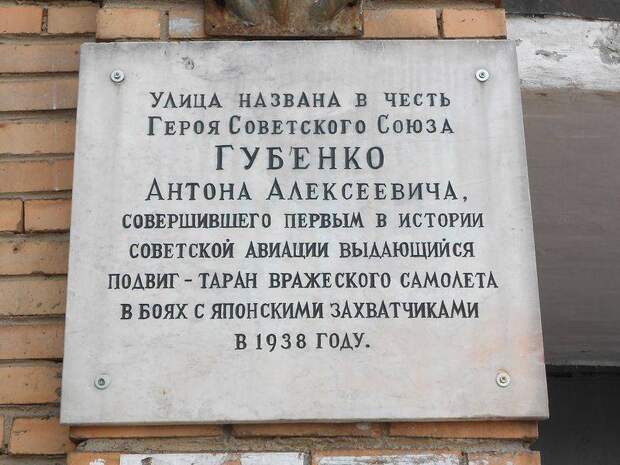 Улица названа в честь
Героя Советского Союза
ГУБЕНКО
Антона Алексеевича,
совершившего первым в истории
советской авиации выдающийся
подвиг - таран вражеского самолета
в боях с японскими захватчиками
в 1938 году.